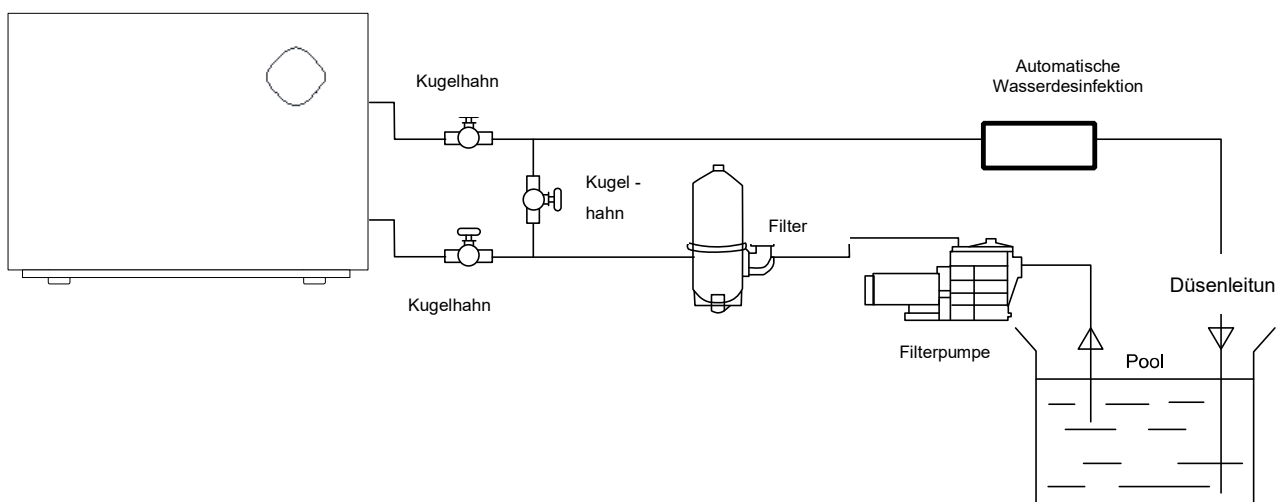 Automatische
Wasserdesinfektion
Kugelhahn
Kugel -
hahn
Filter
Düsenleitun
Kugelhahn
Filterpumpe
Pool